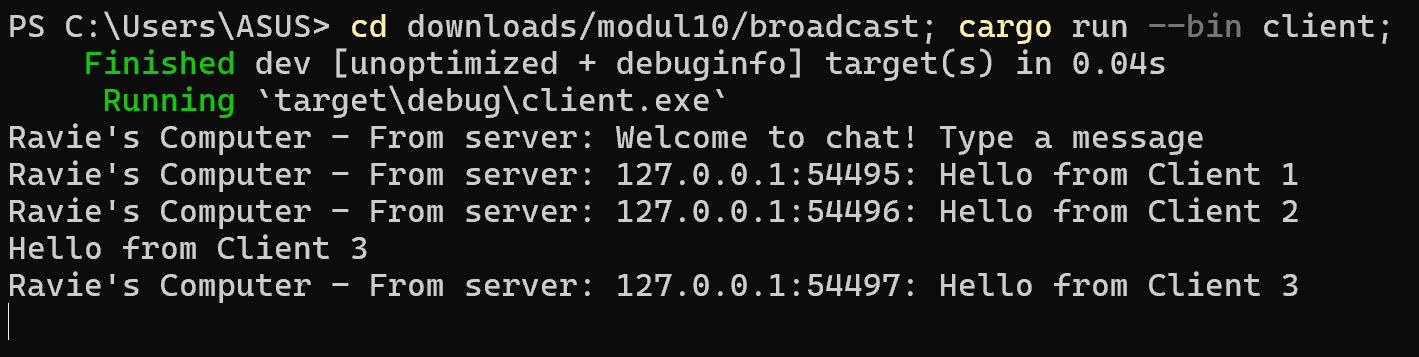 PS C:\Users\ASUS> cd downloads/modul10/broadcast; cargo run --bin client;
Finished dev [unoptimized + debuginfo] target(s) in 0.04s
Running `target\debug\client.exe`
Ravie's Computer - From server: Welcome to chat! Type a message
Ravie's Computer - From server: 127.0.0.1:54495: Hello from Client 1
Ravie's Computer - From server: 127.0.0.1:54496: Hello from Client 2
Hello from Client 3
Ravie's Computer - From server: 127.0.0.1:54497: Hello from Client 3